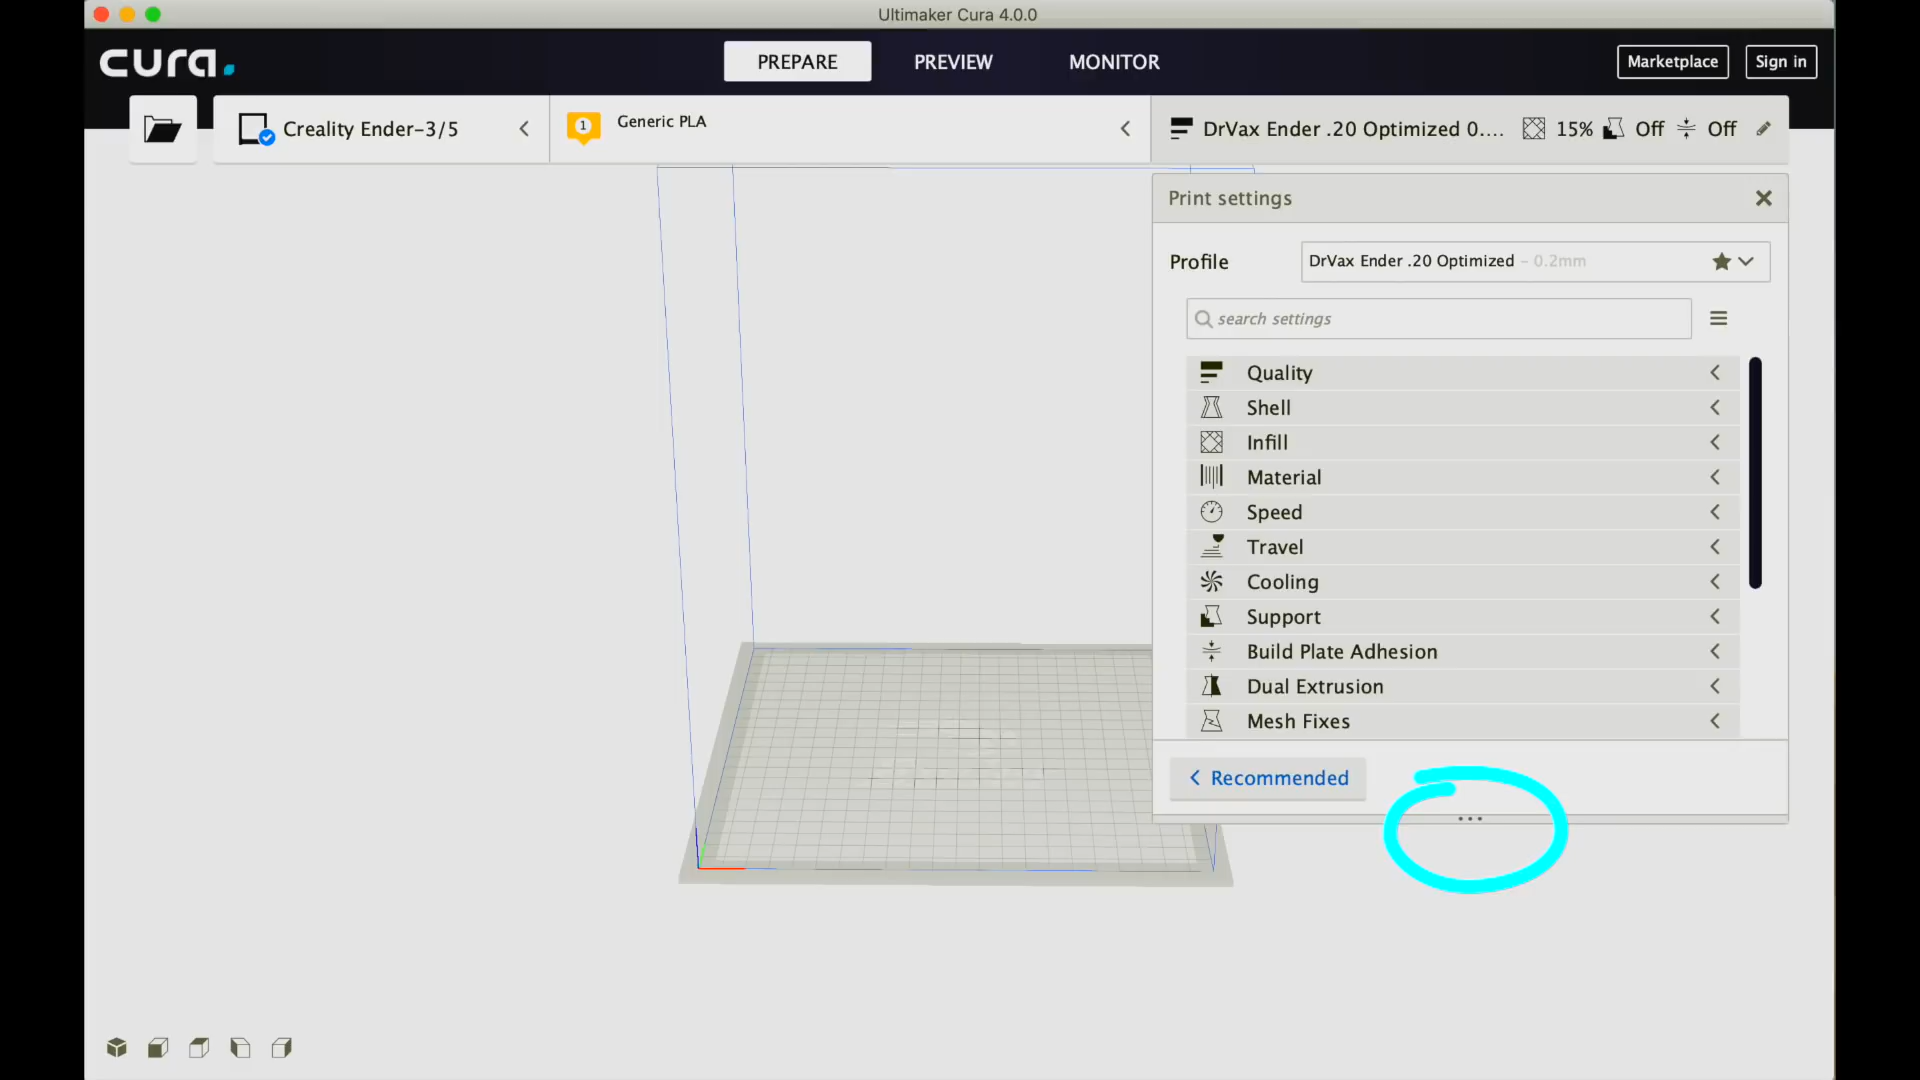 Ultimaker Cura 4.0.0
cura.
PREPARE
PREVIEW
MONITOR
Marketplace
Sign in
Creality Ender-3/5
1
Generic PLA
DrVax Ender .20 Optimized 0....
15%
Off
Off
Print settings
Profile
DrVax Ender .20 Optimized - 0.2mm
search settings
Quality
Shell
Infill
Material
Speed
Travel
Cooling
Support
Build Plate Adhesion
Dual Extrusion
Mesh Fixes
Recommended